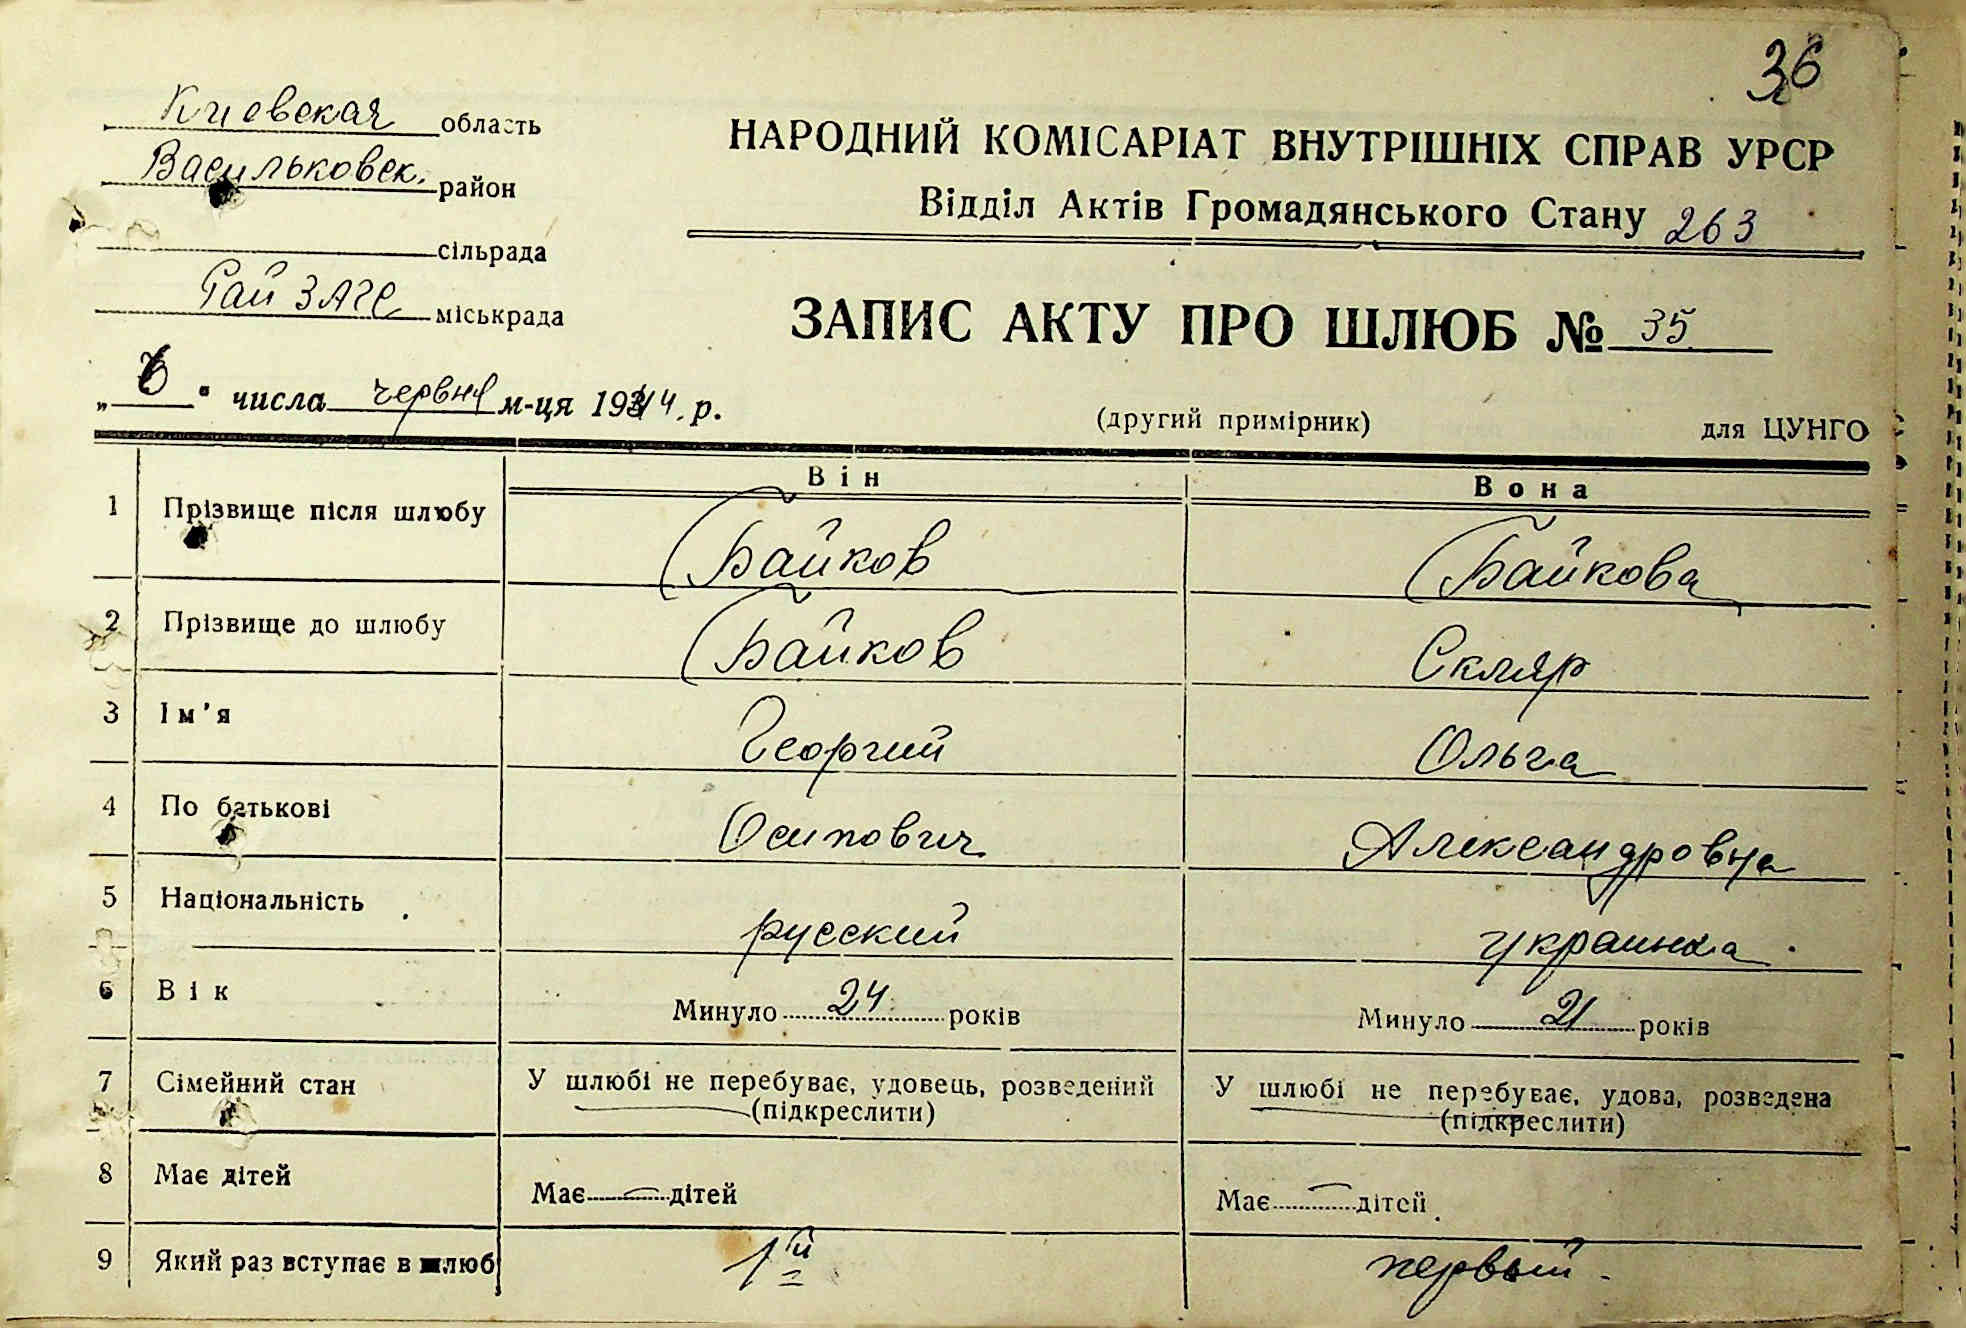 36
Киевская область
Васильковск. район
сільрада
Рай ЗАГС міськрада
НАРОДНИЙ КОМІСАРІАТ ВНУТРІШНІХ СПРАВ УРСР
Відділ Актів Громадянського Стану 263
ЗАПИС АКТУ ПРО ШЛЮБ № 35
„6" числа червня м-ця 1944. р.
(другий примірник) для ЦУНГО
Він Вона
1 Прізвище після шлюбу Байков Байкова
2 Прізвище до шлюбу Байков Скляр
3 Ім'я Георгий Ольга
4 По батькові Осипович Александровна
5 Національність русский украинка
6 Вік Минуло 24 років Минуло 21 років
7 Сімейний стан У шлюбі не перебуває, удовець, розведений У шлюбі не перебуває, удова, розведена
(підкреслити) (підкреслити)
8 Має дітей Має — дітей Має — дітей
9 Який раз вступає в шлюб 1й первый